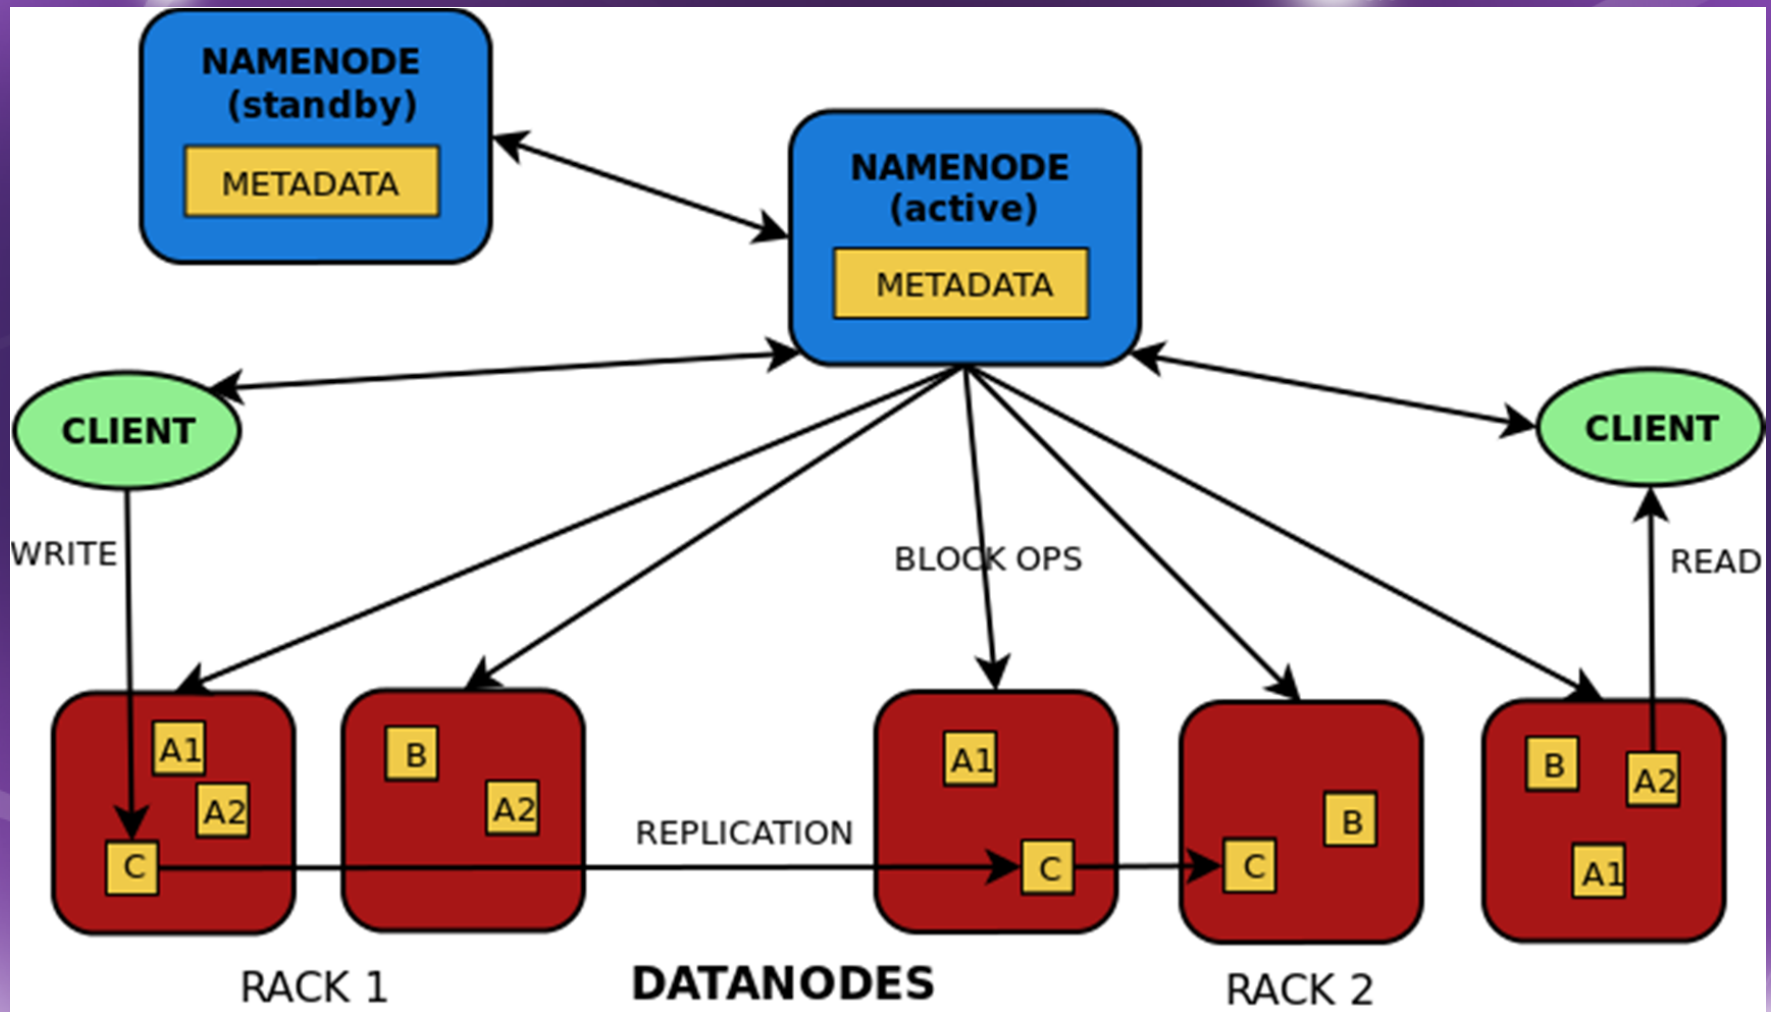 NAMENODE
(standby)
METADATA
NAMENODE
(active)
METADATA
CLIENT
CLIENT
WRITE
BLOCK OPS
READ
A1
A2
C
B
A2
REPLICATION
A1
C
B
C
B
A2
A1
RACK 1
DATANODES
RACK 2